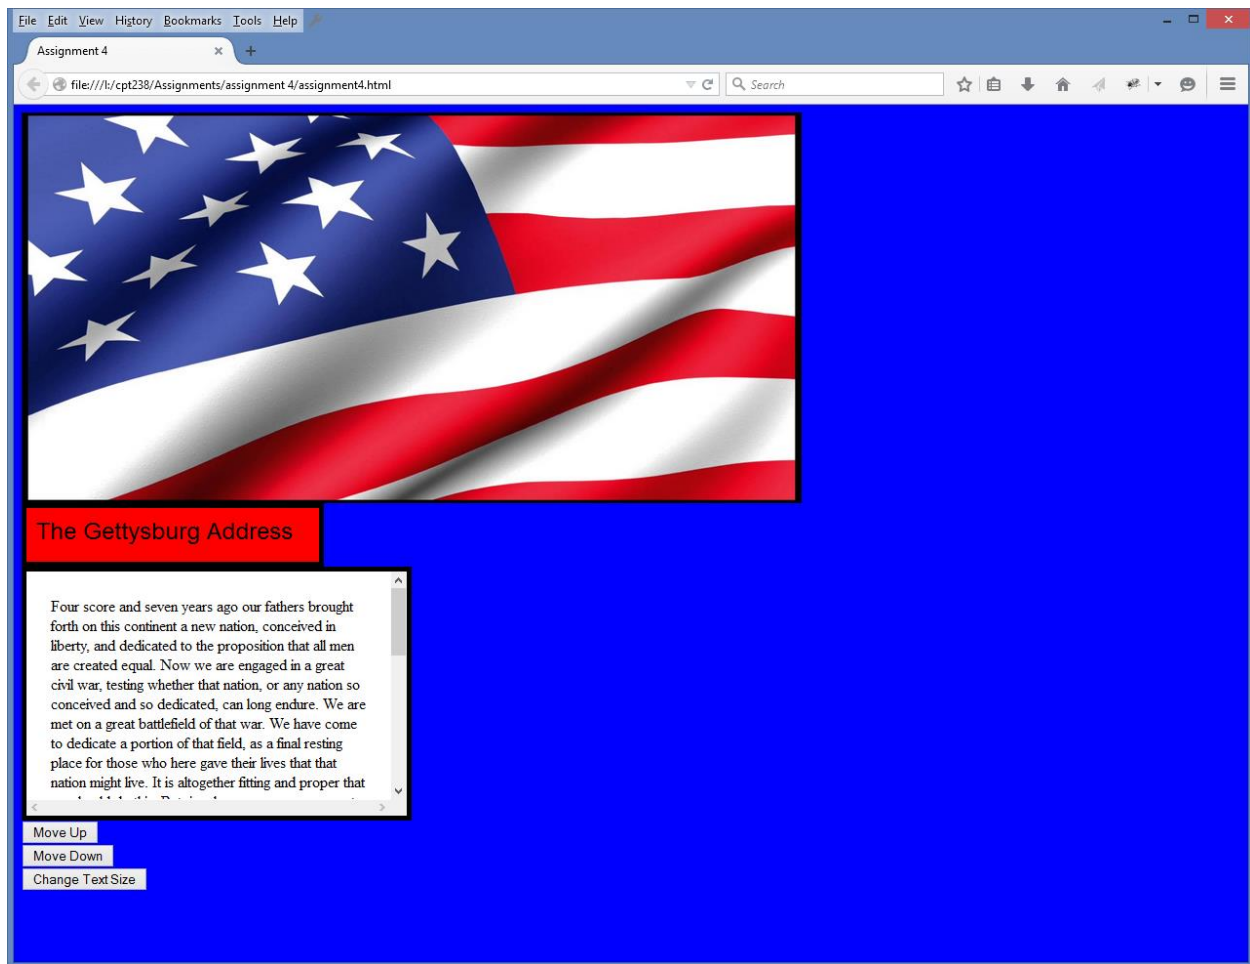 File Edit View History Bookmarks Tools Help
Assignment 4
file:///I:/cpt238/Assignments/assignment 4/assignment4.html
Search
The Gettysburg Address
Four score and seven years ago our fathers brought
forth on this continent a new nation, conceived in
liberty, and dedicated to the proposition that all men
are created equal. Now we are engaged in a great
civil war, testing whether that nation, or any nation so
conceived and so dedicated, can long endure. We are
met on a great battlefield of that war. We have come
to dedicate a portion of that field, as a final resting
place for those who here gave their lives that that
nation might live. It is altogether fitting and proper that
Move Up
Move Down
Change Text Size